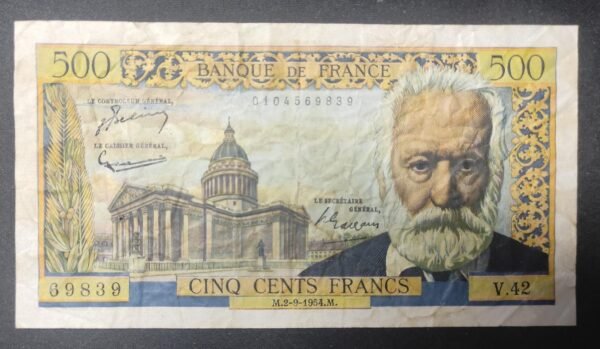 500 500
BANQUE DE FRANCE
LE CONTROLEUR GÉNÉRAL,
0104569839
LE CAISSIER GÉNÉRAL,
LE SECRÉTAIRE
GÉNÉRAL,
69839
CINQ CENTS FRANCS
V.42
M.2-9-1954.M.